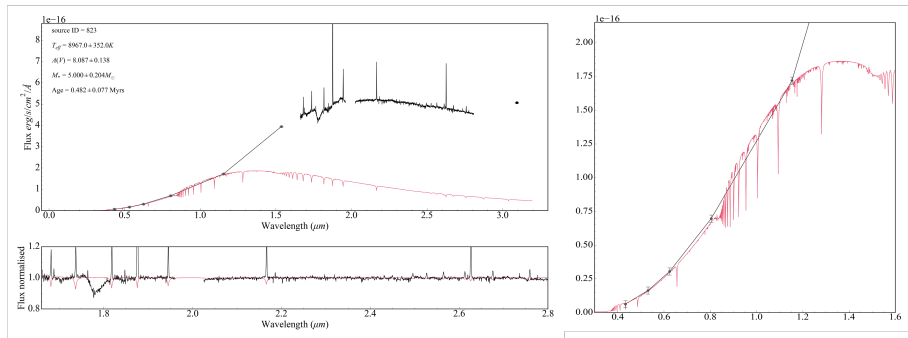 1e−16
source ID = 823
T_eff = 8967.0 ± 352.0K
A(V) = 8.087 ± 0.138
M_* = 5.000 ± 0.204M_☉
Age = 0.482 ± 0.077 Myrs
Flux erg/s/cm²/Å
8
7
6
5
4
3
2
1
0
0.0 0.5 1.0 1.5 2.0 2.5 3.0
Wavelength (μm)
Flux normalised
1.2
1.0
0.8
1.8 2.0 2.2 2.4 2.6 2.8
Wavelength (μm)
1e−16
2.00
1.75
1.50
1.25
1.00
0.75
0.50
0.25
0.00
0.4 0.6 0.8 1.0 1.2 1.4 1.6